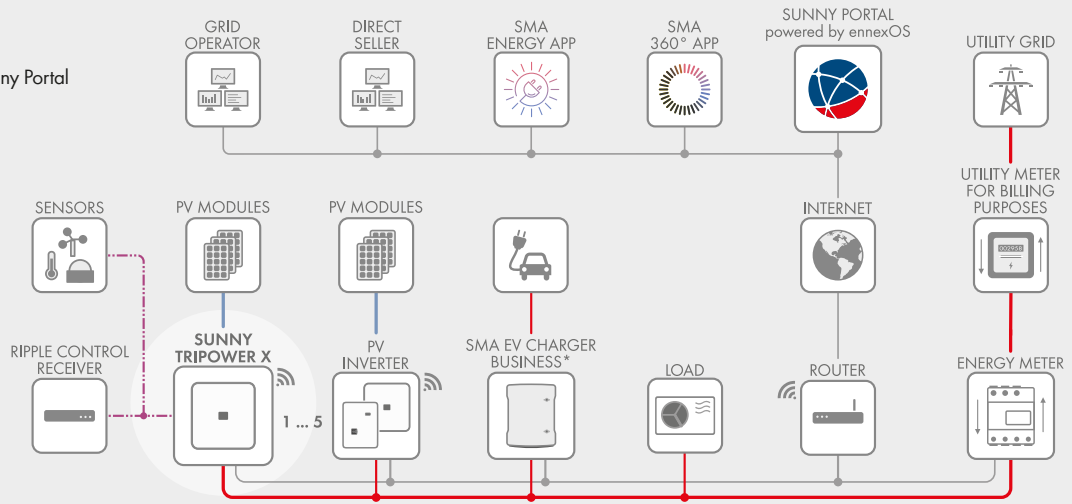 GRID
OPERATOR
DIRECT
SELLER
SMA
ENERGY APP
SMA
360° APP
SUNNY PORTAL
powered by ennexOS
UTILITY GRID
ny Portal
SENSORS
PV MODULES
PV MODULES
INTERNET
UTILITY METER
FOR BILLING
PURPOSES
RIPPLE CONTROL
RECEIVER
SUNNY
TRIPOWER X
1 ... 5
PV
INVERTER
SMA EV CHARGER
BUSINESS*
LOAD
ROUTER
ENERGY METER